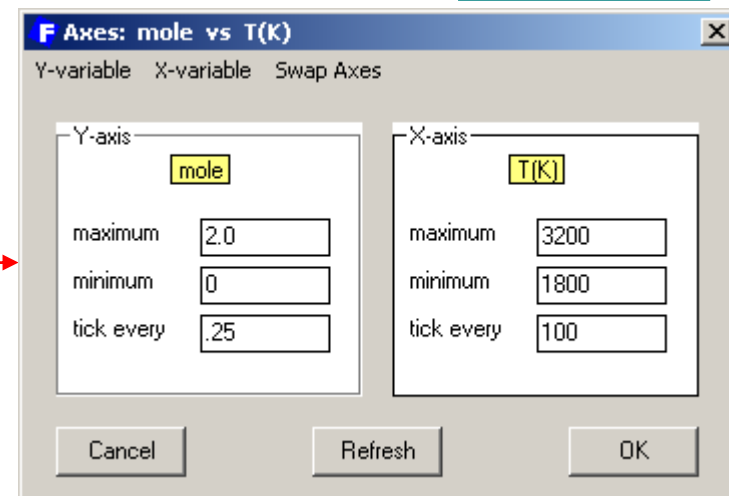 F Axes: mole vs T(K)
Y-variable X-variable Swap Axes
Y-axis
mole
maximum 2.0
minimum 0
tick every .25
X-axis
T(K)
maximum 3200
minimum 1800
tick every 100
Cancel Refresh OK